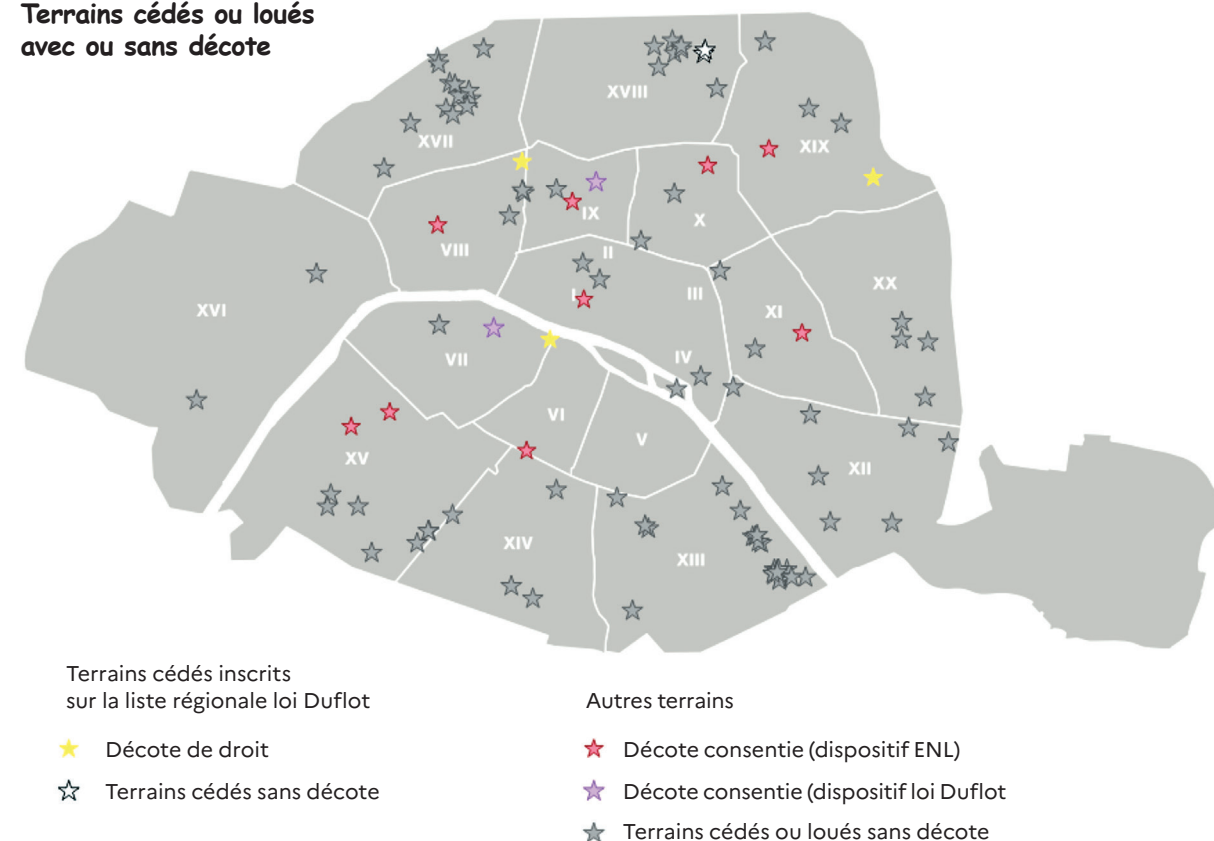 Terrains cédés ou loués
avec ou sans décote
XVIII
XVII
XIX
IX
X
VIII
II
XX
XVI
I
III
XI
VII
IV
VI
V
XV
XII
XIV
XIII
Terrains cédés inscrits
sur la liste régionale loi Duflot
Décote de droit
Terrains cédés sans décote
Autres terrains
Décote consentie (dispositif ENL)
Décote consentie (dispositif loi Duflot
Terrains cédés ou loués sans décote